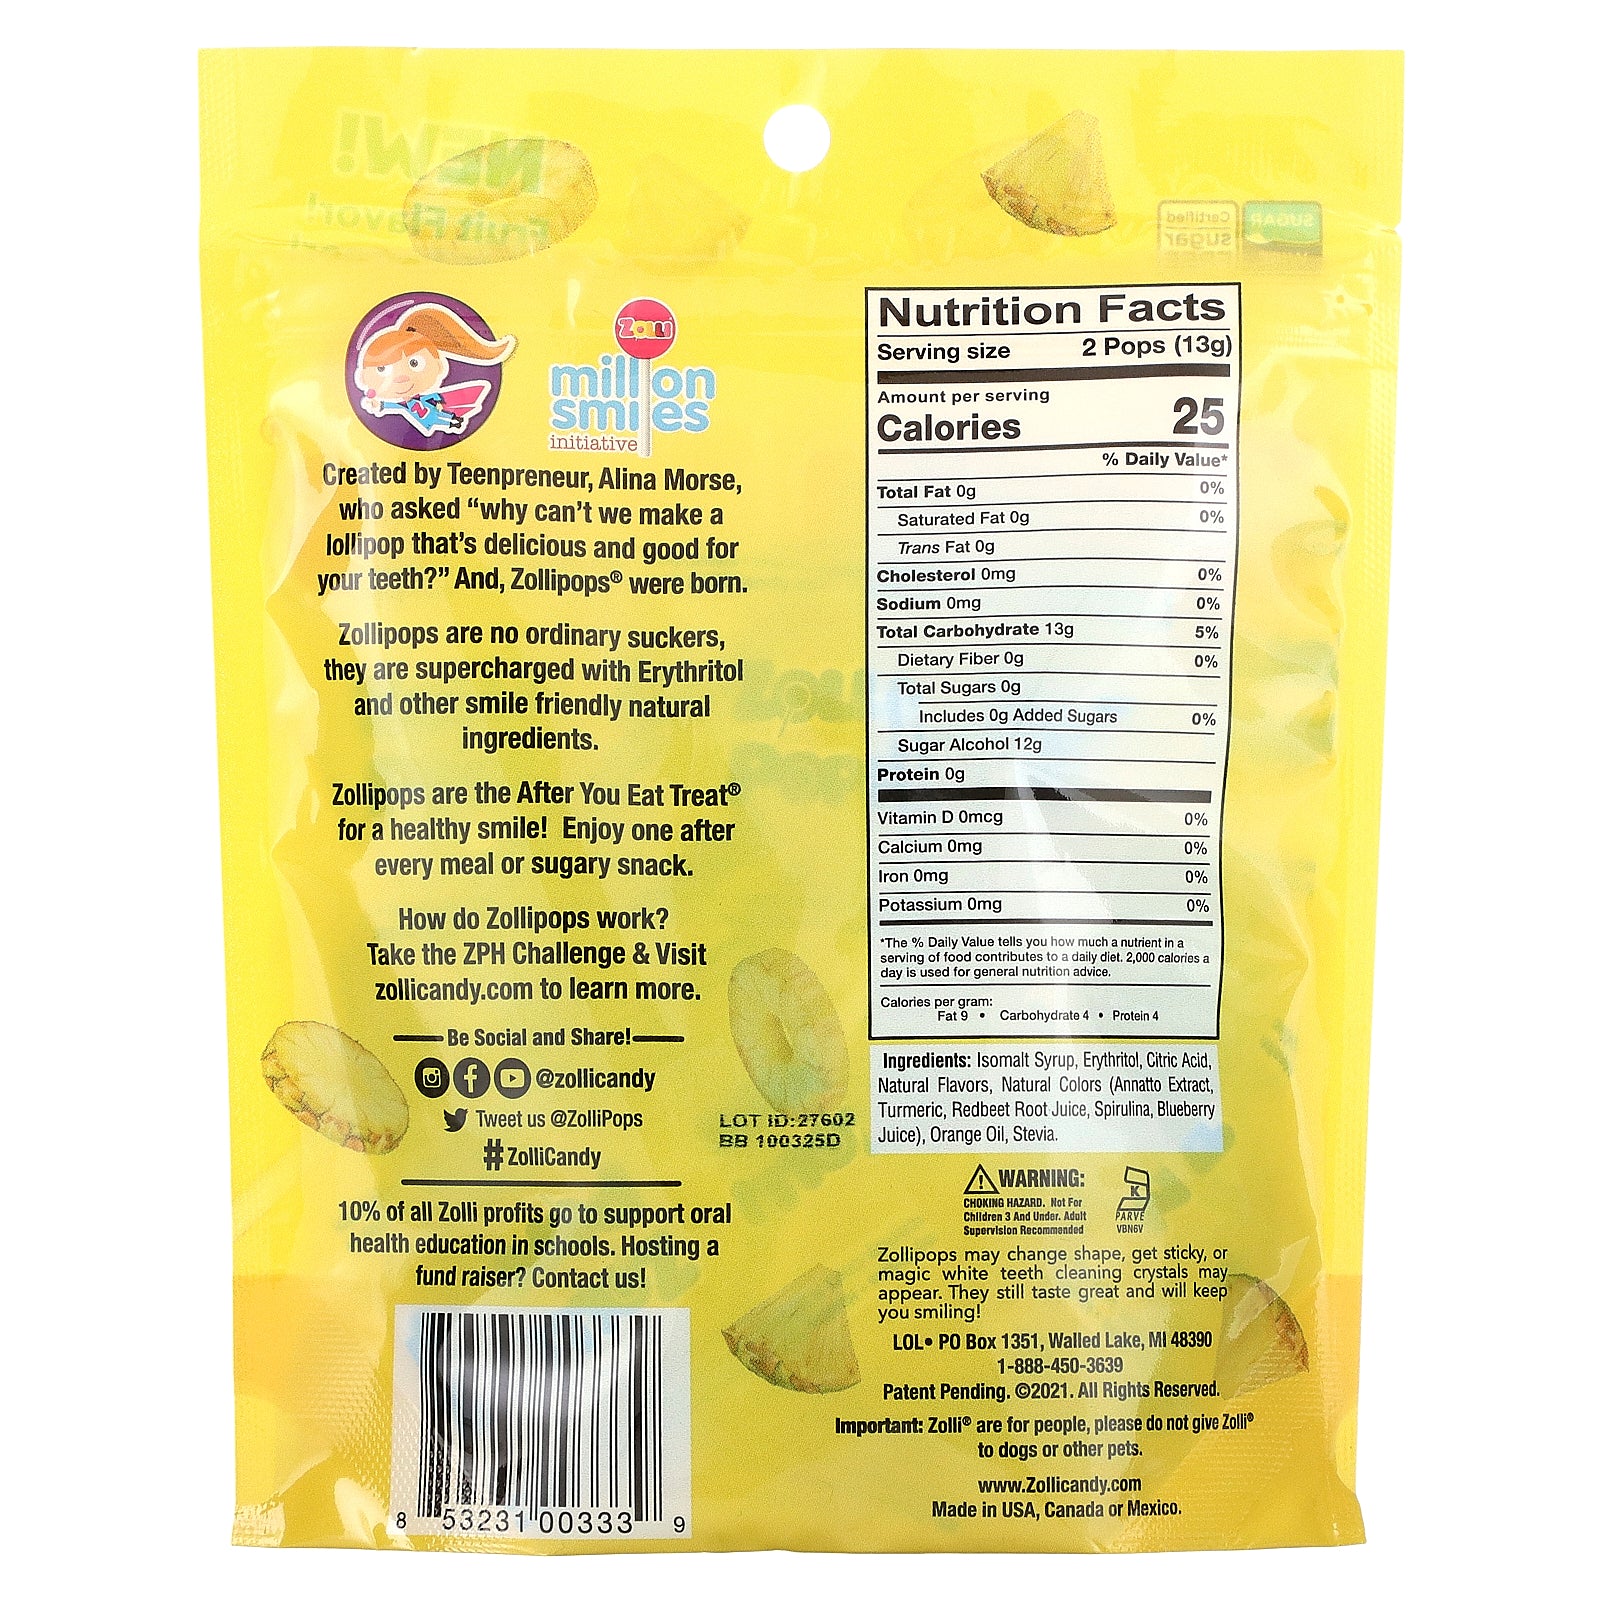 NEW!
Fruit Flavor!
SUGAR
Certified
sugar
ZOLLI
million
smiles
initiative
Created by Teenpreneur, Alina Morse,
who asked “why can’t we make a
lollipop that’s delicious and good for
your teeth?” And, Zollipops® were born.
Zollipops are no ordinary suckers,
they are supercharged with Erythritol
and other smile friendly natural
ingredients.
Zollipops are the After You Eat Treat®
for a healthy smile! Enjoy one after
every meal or sugary snack.
How do Zollipops work?
Take the ZPH Challenge & Visit
zollicandy.com to learn more.
Be Social and Share!
@zollicandy
Tweet us @ZolliPops
#ZolliCandy
10% of all Zolli profits go to support oral
health education in schools. Hosting a
fund raiser? Contact us!
8 53231 00333 9
LOT ID:27602
BB 100325D
Nutrition Facts
Serving size 2 Pops (13g)
Amount per serving
Calories 25
% Daily Value*
Total Fat 0g 0%
Saturated Fat 0g 0%
Trans Fat 0g
Cholesterol 0mg 0%
Sodium 0mg 0%
Total Carbohydrate 13g 5%
Dietary Fiber 0g 0%
Total Sugars 0g
Includes 0g Added Sugars 0%
Sugar Alcohol 12g
Protein 0g
Vitamin D 0mcg 0%
Calcium 0mg 0%
Iron 0mg 0%
Potassium 0mg 0%
*The % Daily Value tells you how much a nutrient in a
serving of food contributes to a daily diet. 2,000 calories a
day is used for general nutrition advice.
Calories per gram:
Fat 9 • Carbohydrate 4 • Protein 4
Ingredients: Isomalt Syrup, Erythritol, Citric Acid,
Natural Flavors, Natural Colors (Annatto Extract,
Turmeric, Redbeet Root Juice, Spirulina, Blueberry
Juice), Orange Oil, Stevia.
WARNING:
CHOKING HAZARD. Not For
Children 3 And Under. Adult
Supervision Recommended
K
PARVE
VBN6V
Zollipops may change shape, get sticky, or
magic white teeth cleaning crystals may
appear. They still taste great and will keep
you smiling!
LOL• PO Box 1351, Walled Lake, MI 48390
1-888-450-3639
Patent Pending. ©2021. All Rights Reserved.
Important: Zolli® are for people, please do not give Zolli®
to dogs or other pets.
www.Zollicandy.com
Made in USA, Canada or Mexico.